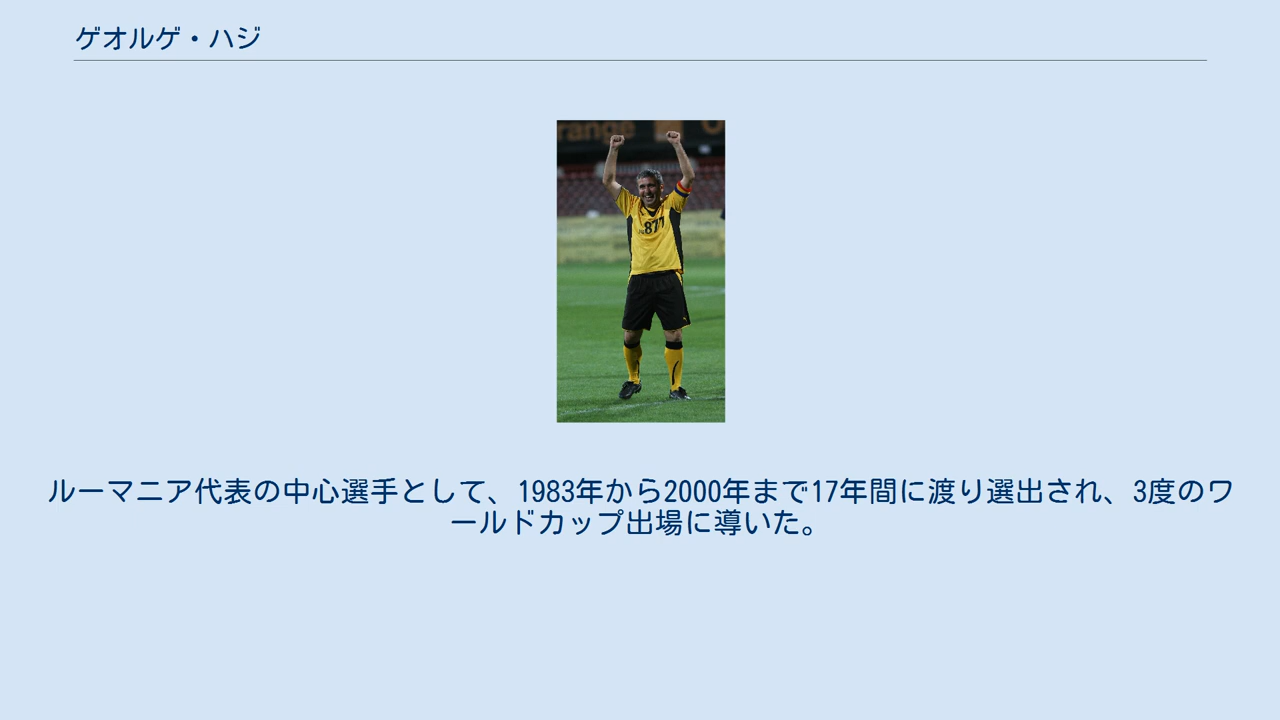 ゲオルゲ・ハジ
range
877
ルーマニア代表の中心選手として、1983年から2000年まで17年間に渡り選出され、3度のワ
ールドカップ出場に導いた。